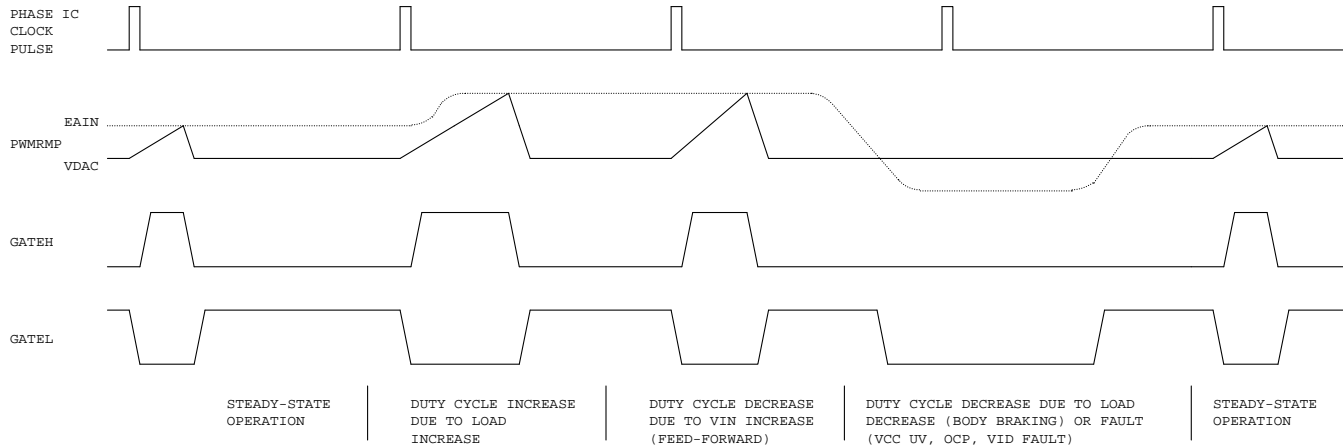 PHASE IC
CLOCK
PULSE
EAIN
PWMRMP
VDAC
GATEH
GATEL
STEADY-STATE
OPERATION
DUTY CYCLE INCREASE
DUE TO LOAD
INCREASE
DUTY CYCLE DECREASE
DUE TO VIN INCREASE
(FEED-FORWARD)
DUTY CYCLE DECREASE DUE TO LOAD
DECREASE (BODY BRAKING) OR FAULT
(VCC UV, OCP, VID FAULT)
STEADY-STATE
OPERATION